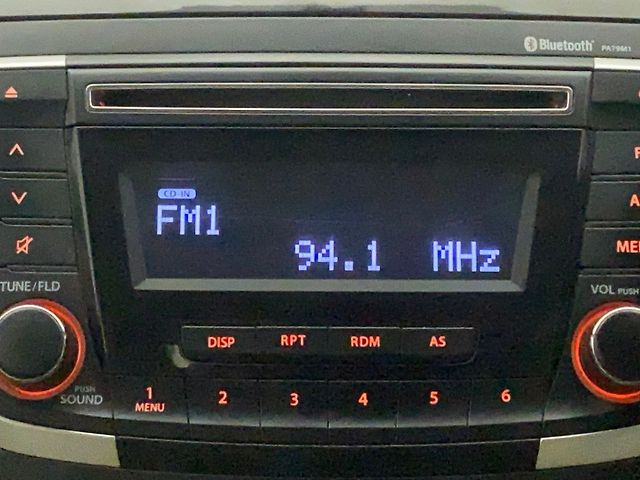 Bluetooth PA79M1
CD-IN
FM1
94.1 MHz
TUNE/FLD
VOL PUSH
DISP RPT RDM AS
PUSH
SOUND
1 2 3 4 5 6
MENU